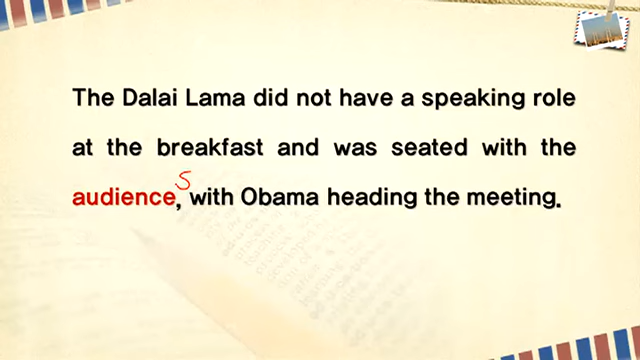 The Dalai Lama did not have a speaking role
at the breakfast and was seated with the
s
audience, with Obama heading the meeting.